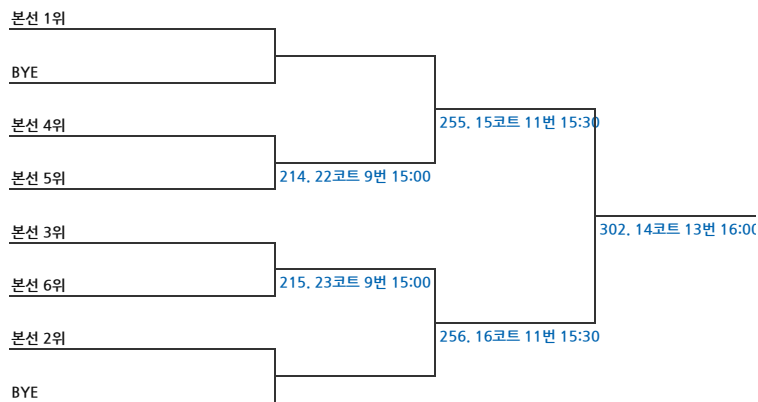 본선 1위
BYE
255. 15코트 11번 15:30
본선 4위
본선 5위
214. 22코트 9번 15:00
302. 14코트 13번 16:00
본선 3위
215. 23코트 9번 15:00
본선 6위
본선 2위
256. 16코트 11번 15:30
BYE